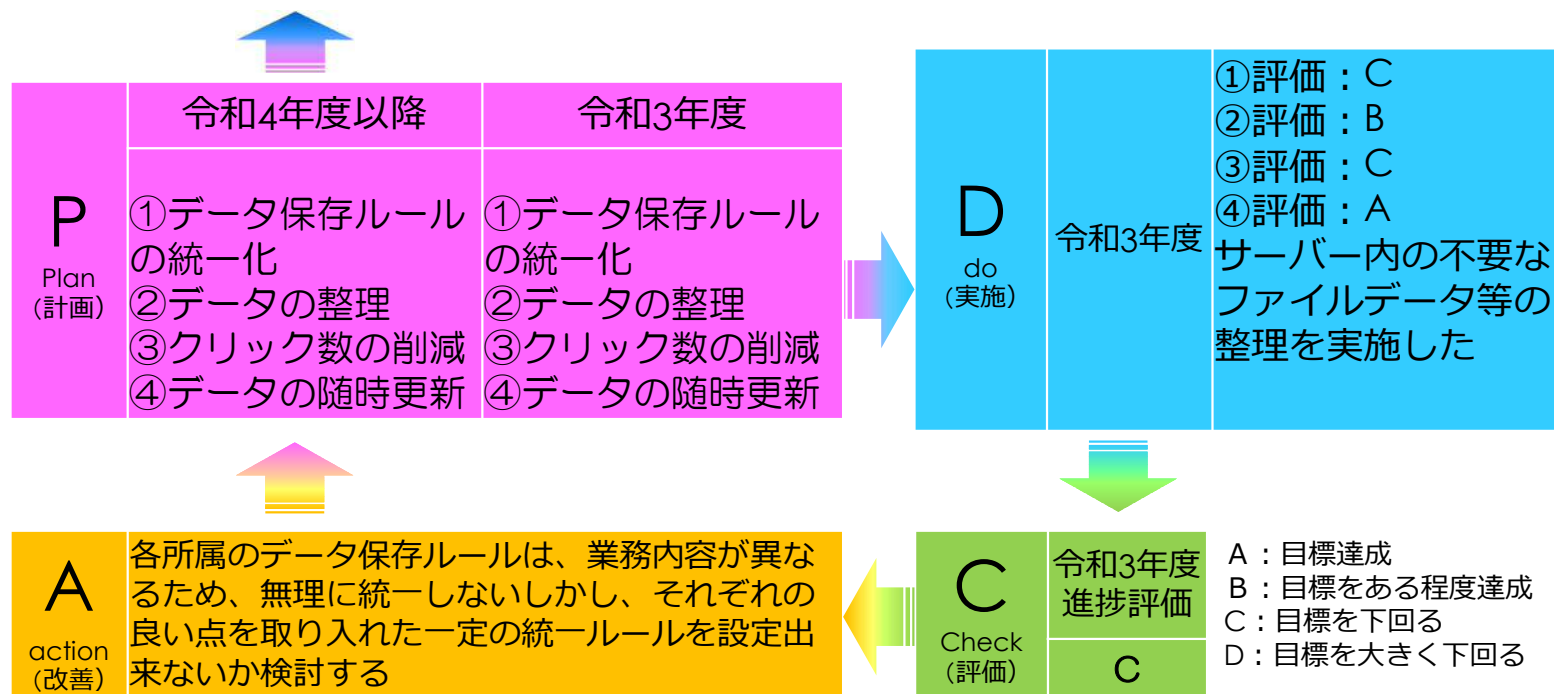 P
Plan
(計画)
令和4年度以降
①データ保存ルール
の統一化
②データの整理
③クリック数の削減
④データの随時更新
令和3年度
①データ保存ルール
の統一化
②データの整理
③クリック数の削減
④データの随時更新
D
do
(実施)
令和3年度
①評価：C
②評価：B
③評価：C
④評価：A
サーバー内の不要な
ファイルデータ等の
整理を実施した
A
action
(改善)
各所属のデータ保存ルールは、業務内容が異な
るため、無理に統一しないしかし、それぞれの
良い点を取り入れた一定の統一ルールを設定出
来ないか検討する
C
Check
(評価)
令和3年度
進捗評価
C
A：目標達成
B：目標をある程度達成
C：目標を下回る
D：目標を大きく下回る